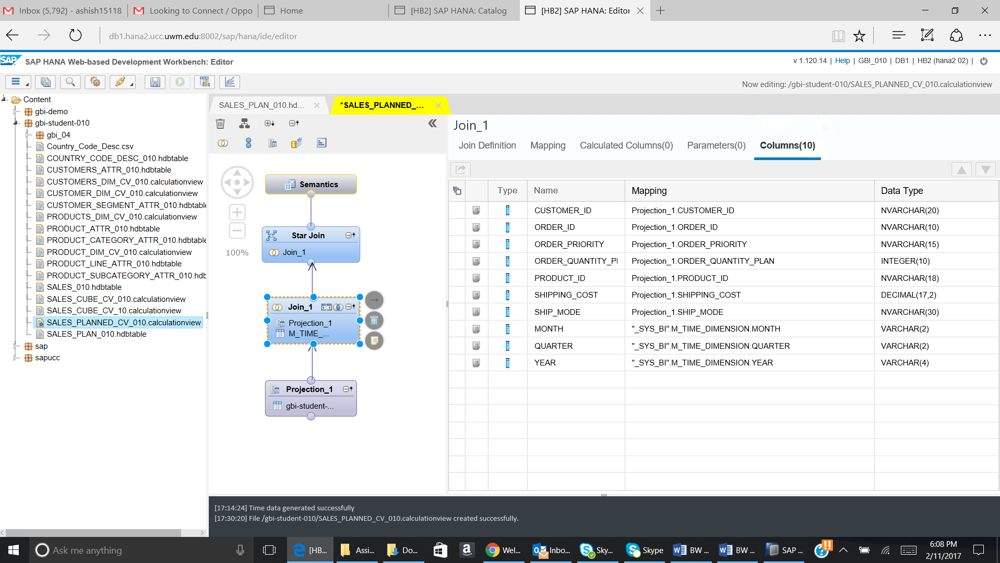 Inbox (5,792) - ashish15118
Looking to Connect / Oppo
Home
[HB2] SAP HANA: Catalog
[HB2] SAP HANA: Editor
db1.hana2.ucc.uwm.edu:8002/sap/hana/ide/editor
SAP SAP HANA Web-based Development Workbench: Editor
v 1.120.14 | Help | GBI_010 | DB1 | HB2 (hana2 02) |
Now editing: /gbi-student-010/SALES_PLANNED_CV_010.calculationview
Content
gbi-demo
gbi-student-010
gbi_04
Country_Code_Desc.csv
COUNTRY_CODE_DESC_010.hdbtable
CUSTOMERS_ATTR_010.hdbtable
CUSTOMERS_DIM_CV_010.calculationview
CUSTOMER_DIM_CV_010.calculationview
CUSTOMER_SEGMENT_ATTR_010.hdbtable
PRODUCTS_DIM_CV_010.calculationview
PRODUCT_ATTR_010.hdbtable
PRODUCT_CATEGORY_ATTR_010.hdbtable
PRODUCT_DIM_CV_010.calculationview
PRODUCT_LINE_ATTR_010.hdbtable
PRODUCT_SUBCATEGORY_ATTR_010.hdb
SALES_010.hdbtable
SALES_CUBE_CV_010.calculationview
SALES_CUBE_CV_10.calculationview
SALES_PLANNED_CV_010.calculationview
SALES_PLAN_010.hdbtable
sap
sapucc
SALES_PLAN_010.hd...
*SALES_PLANNED_...
100%
Semantics
Star Join
Join_1
Join_1
Projection_1
M_TIME_...
Projection_1
gbi-student-...
Join_1
Join Definition Mapping Calculated Columns(0) Parameters(0) Columns(10)
Type Name Mapping Data Type
CUSTOMER_ID Projection_1.CUSTOMER_ID NVARCHAR(20)
ORDER_ID Projection_1.ORDER_ID NVARCHAR(10)
ORDER_PRIORITY Projection_1.ORDER_PRIORITY NVARCHAR(15)
ORDER_QUANTITY_Pl Projection_1.ORDER_QUANTITY_PLAN INTEGER(10)
PRODUCT_ID Projection_1.PRODUCT_ID NVARCHAR(18)
SHIPPING_COST Projection_1.SHIPPING_COST DECIMAL(17,2)
SHIP_MODE Projection_1.SHIP_MODE NVARCHAR(30)
MONTH "_SYS_BI".M_TIME_DIMENSION.MONTH VARCHAR(2)
QUARTER "_SYS_BI".M_TIME_DIMENSION.QUARTER VARCHAR(2)
YEAR "_SYS_BI".M_TIME_DIMENSION.YEAR VARCHAR(4)
[17:14:24] Time data generated successfully
[17:30:20] File /gbi-student-010/SALES_PLANNED_CV_010.calculationview created successfully.
Ask me anything
[HB...
Assi...
Do...
Wel...
Inbo...
Sky...
Skype
BW ...
BW ...
SAP ...
6:08 PM
2/11/2017